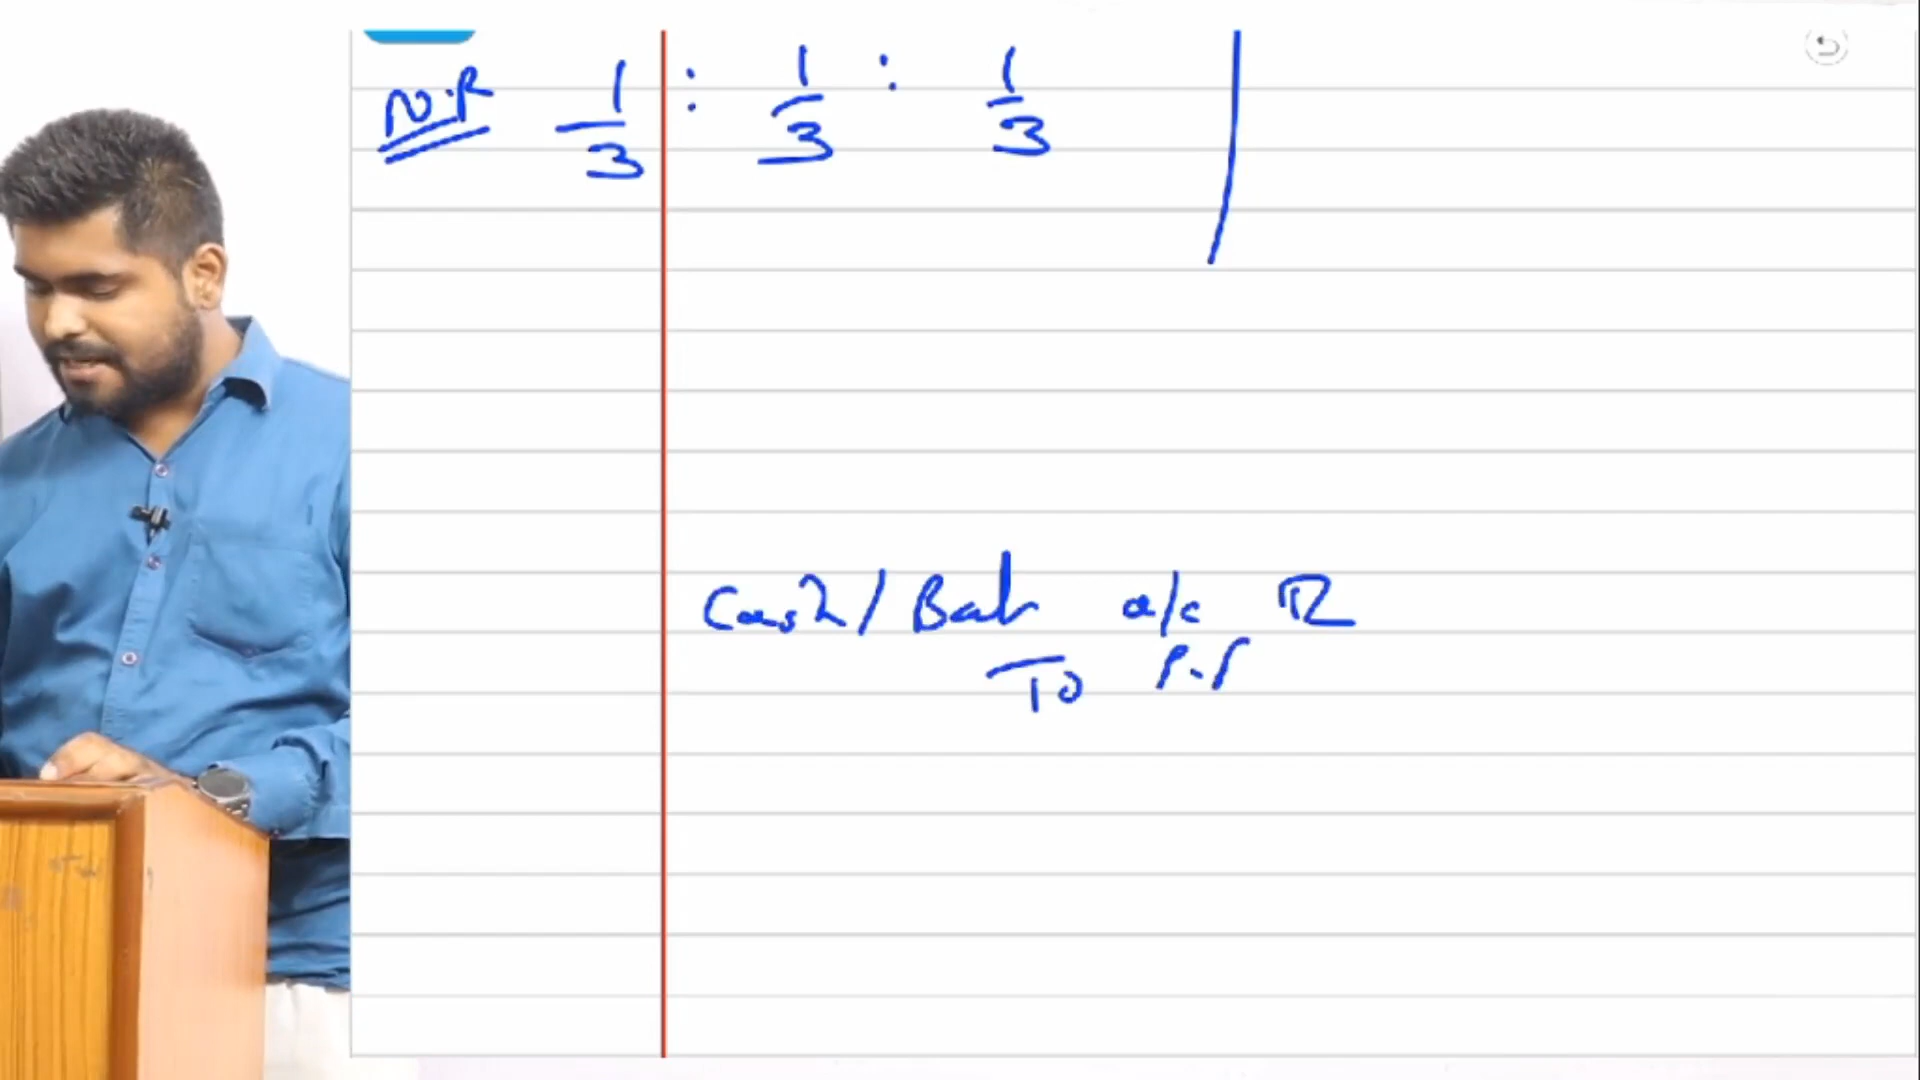 N.R 1/3 : 1/3 : 1/3
Cash/Bank a/c Dr
To P.S